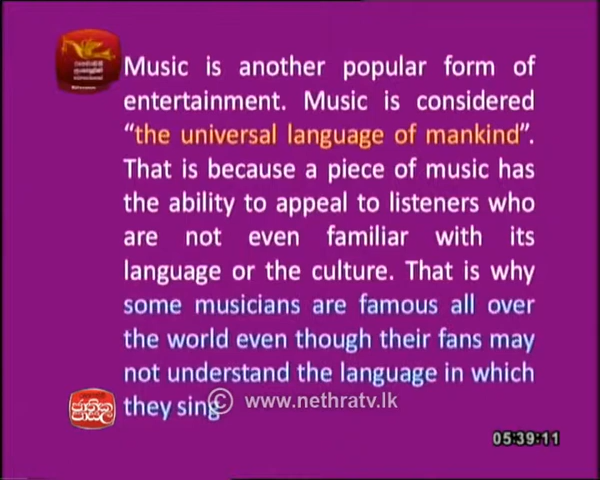 Music is another popular form of
entertainment. Music is considered
“the universal language of mankind”.
That is because a piece of music has
the ability to appeal to listeners who
are not even familiar with its
language or the culture. That is why
some musicians are famous all over
the world even though their fans may
not understand the language in which
they sing
© www.nethratv.lk
05:39:11